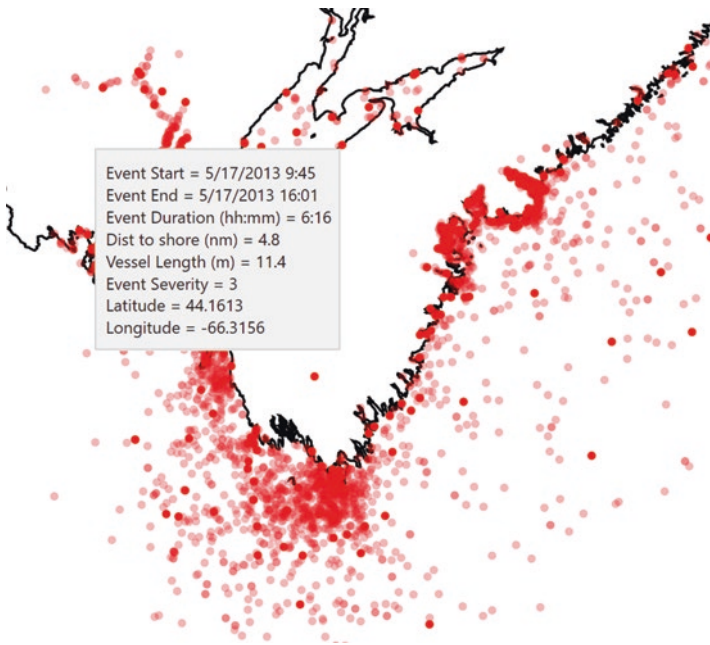 Event Start = 5/17/2013 9:45
Event End = 5/17/2013 16:01
Event Duration (hh:mm) = 6:16
Dist to shore (nm) = 4.8
Vessel Length (m) = 11.4
Event Severity = 3
Latitude = 44.1613
Longitude = -66.3156